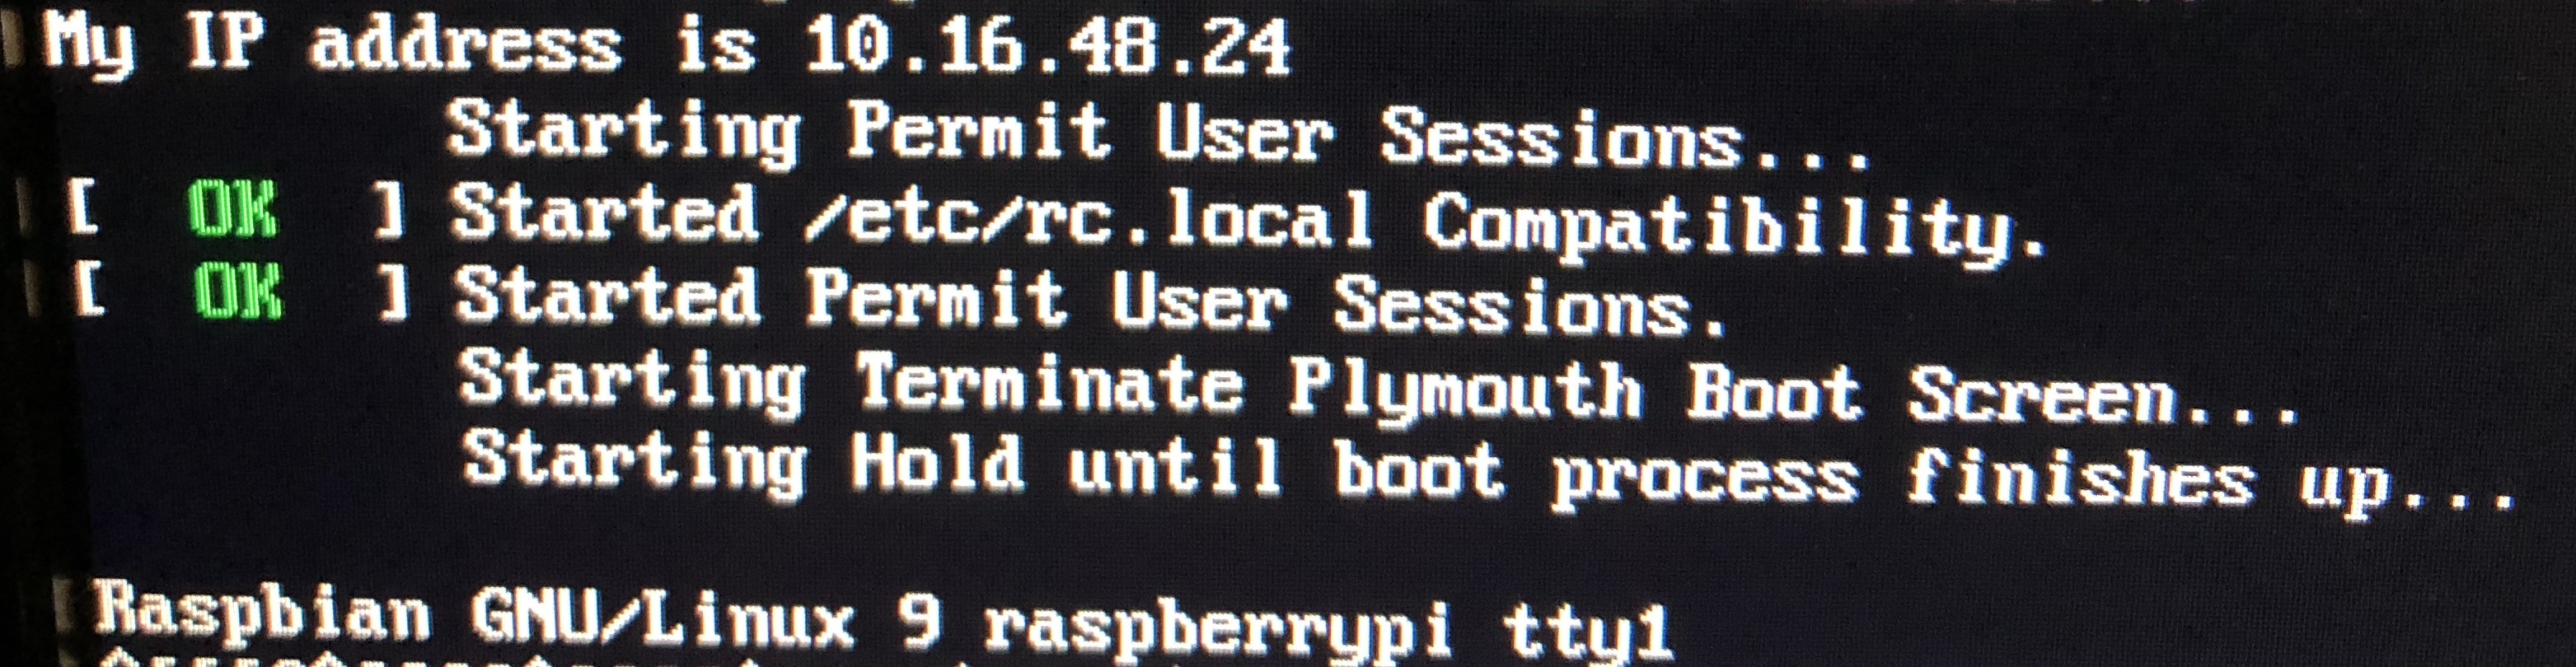 My IP address is 10.16.48.24
Starting Permit User Sessions...
[ OK ] Started /etc/rc.local Compatibility.
[ OK ] Started Permit User Sessions.
Starting Terminate Plymouth Boot Screen...
Starting Hold until boot process finishes up...
Raspbian GNU/Linux 9 raspberrypi tty1